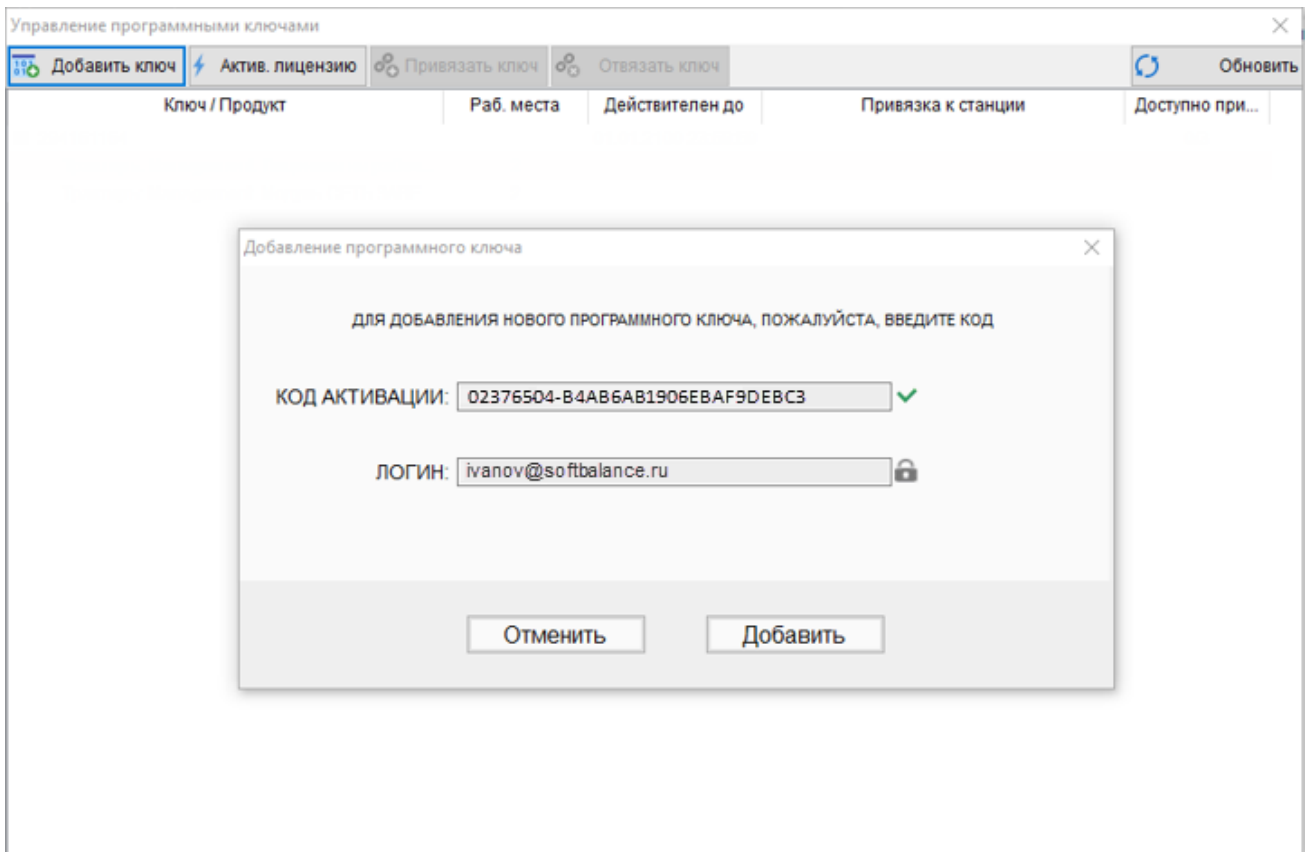 Управление программными ключами
Добавить ключ Актив. лицензию Привязать ключ Отвязать ключ Обновить
Ключ / Продукт Раб. места Действителен до Привязка к станции Доступно при...
Добавление программного ключа
ДЛЯ ДОБАВЛЕНИЯ НОВОГО ПРОГРАММНОГО КЛЮЧА, ПОЖАЛУЙСТА, ВВЕДИТЕ КОД
КОД АКТИВАЦИИ: 02376504-B4AB6AB1906EBAF9DEBC3
ЛОГИН: ivanov@softbalance.ru
Отменить Добавить